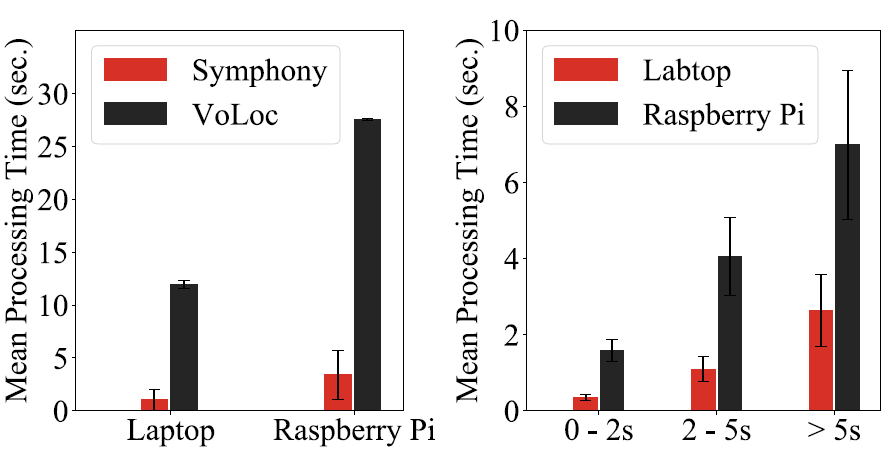 Mean Processing Time (sec.)
30
25
20
15
10
5
0
Symphony
VoLoc
Laptop
Raspberry Pi
Mean Processing Time (sec.)
10
8
6
4
2
0
Labtop
Raspberry Pi
0 - 2s
2 - 5s
> 5s